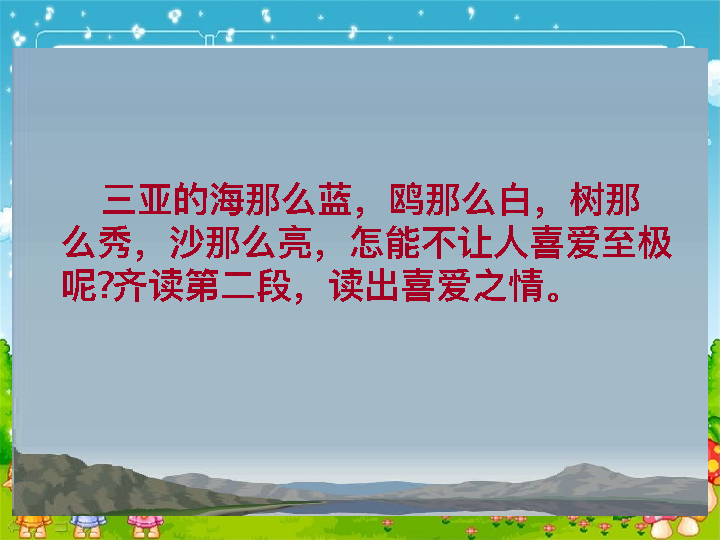 三亚的海那么蓝，鸥那么白，树那
么秀，沙那么亮，怎能不让人喜爱至极
呢?齐读第二段，读出喜爱之情。